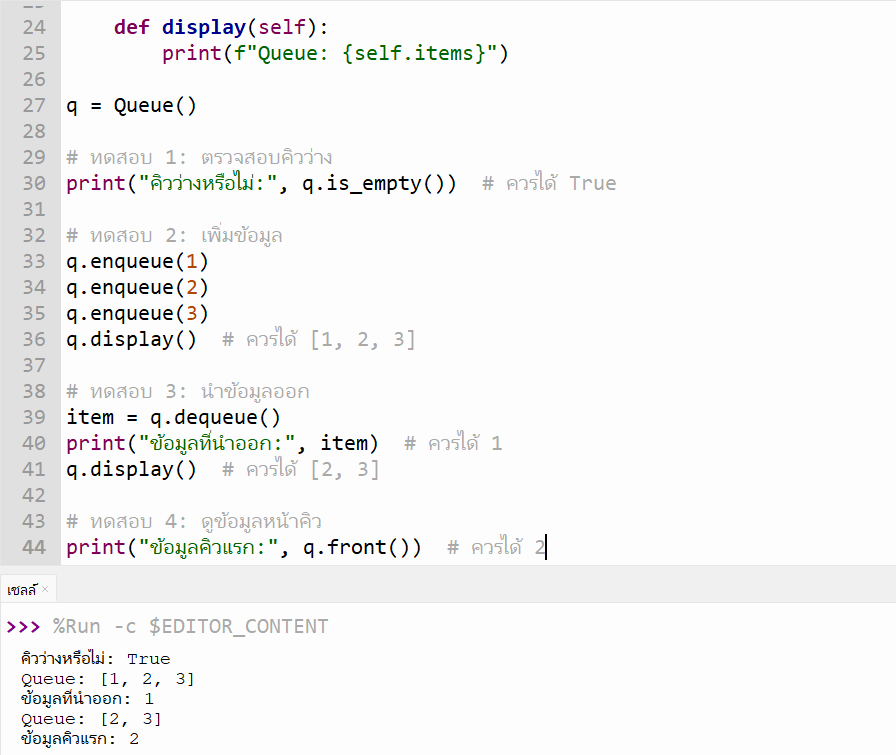 24     def display(self):
25         print(f"Queue: {self.items}")
26
27 q = Queue()
28
29 # ทดสอบ 1: ตรวจสอบคิวว่าง
30 print("คิวว่างหรือไม่:", q.is_empty())  # ควรได้ True
31
32 # ทดสอบ 2: เพิ่มข้อมูล
33 q.enqueue(1)
34 q.enqueue(2)
35 q.enqueue(3)
36 q.display()  # ควรได้ [1, 2, 3]
37
38 # ทดสอบ 3: นำข้อมูลออก
39 item = q.dequeue()
40 print("ข้อมูลที่นำออก:", item)  # ควรได้ 1
41 q.display()  # ควรได้ [2, 3]
42
43 # ทดสอบ 4: ดูข้อมูลหน้าคิว
44 print("ข้อมูลคิวแรก:", q.front())  # ควรได้ 2
เชลล์ ×
>>> %Run -c $EDITOR_CONTENT
คิวว่างหรือไม่: True
Queue: [1, 2, 3]
ข้อมูลที่นำออก: 1
Queue: [2, 3]
ข้อมูลคิวแรก: 2